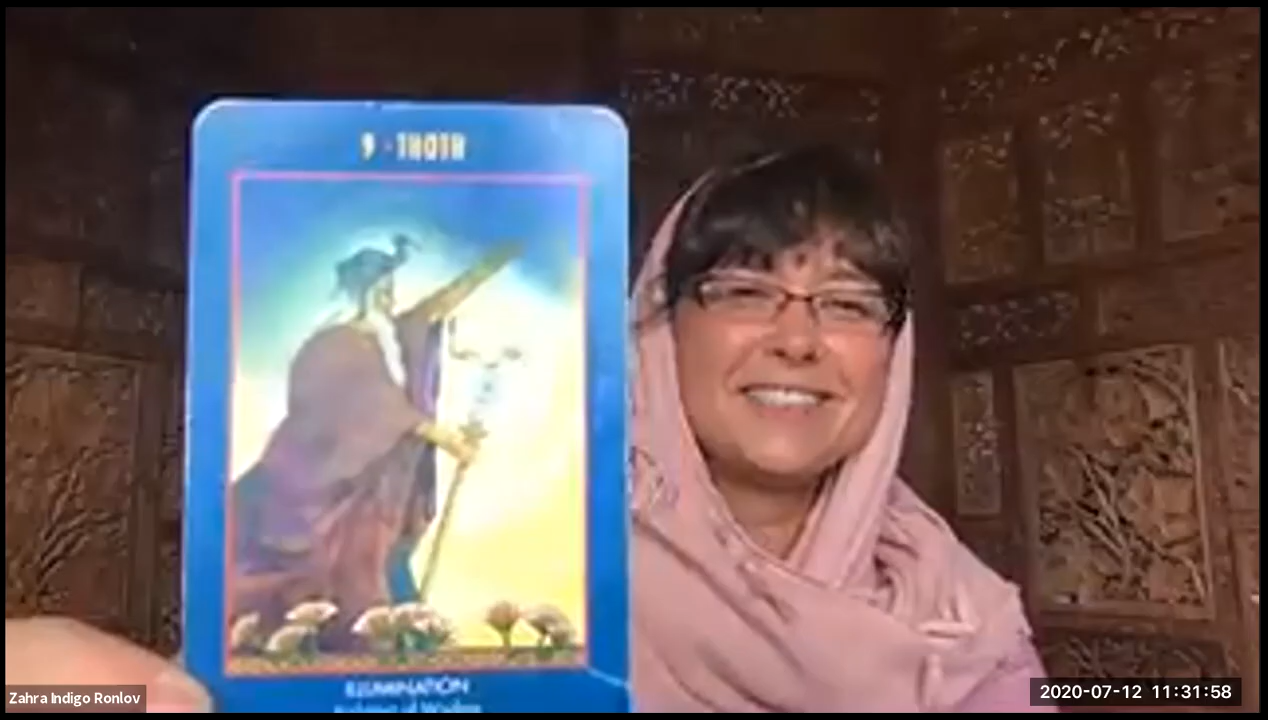 9 - THOTH
ILLUMINATION
Zahra Indigo Ronlov
2020-07-12 11:31:58